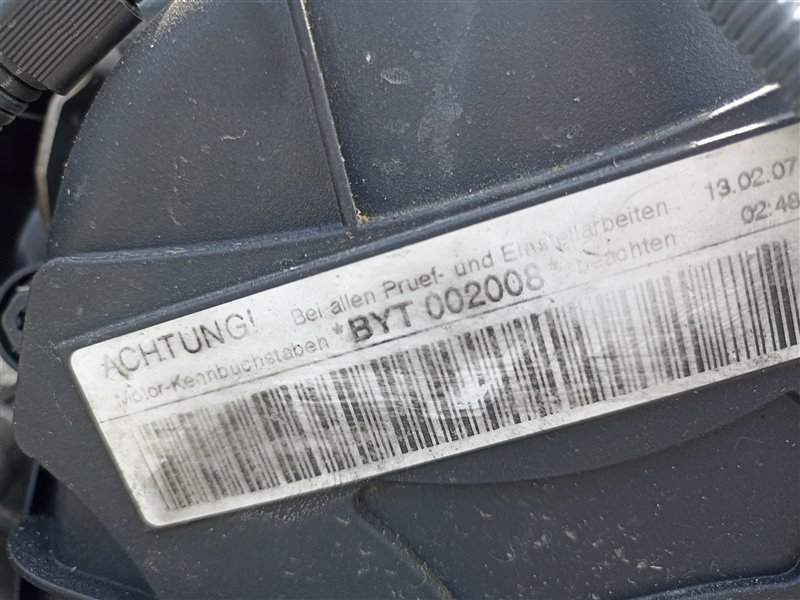 ACHTUNG! Bei allen Pruef- und Einstellarbeiten 13.02.07
Motor-Kennbuchstaben *BYT 002008* beachten 02:48